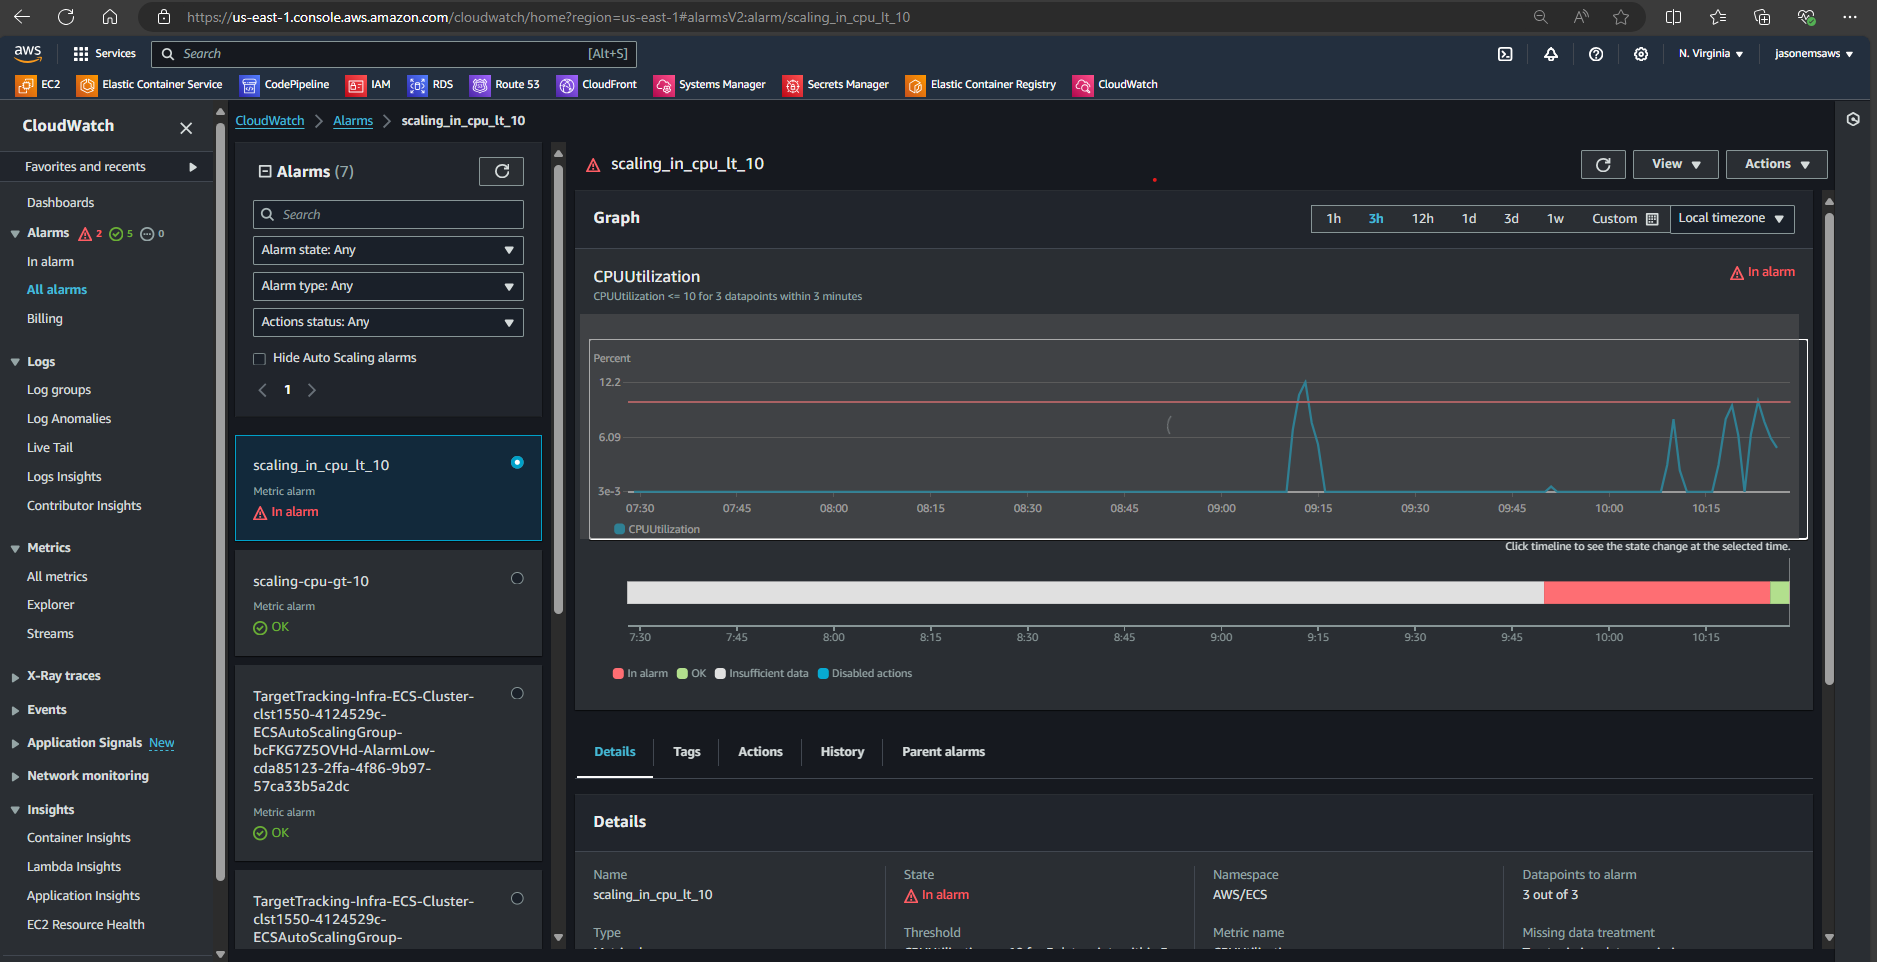 https://us-east-1.console.aws.amazon.com/cloudwatch/home?region=us-east-1#alarmsV2:alarm/scaling_in_cpu_lt_10
aws
Services
Search
[Alt+S]
N. Virginia
jasonemsaws
EC2
Elastic Container Service
CodePipeline
IAM
RDS
Route 53
CloudFront
Systems Manager
Secrets Manager
Elastic Container Registry
CloudWatch
CloudWatch
Favorites and recents
Dashboards
Alarms 2 5 0
In alarm
All alarms
Billing
Logs
Log groups
Log Anomalies
Live Tail
Logs Insights
Contributor Insights
Metrics
All metrics
Explorer
Streams
X-Ray traces
Events
Application Signals New
Network monitoring
Insights
Container Insights
Lambda Insights
Application Insights
EC2 Resource Health
CloudWatch
Alarms
scaling_in_cpu_lt_10
Alarms (7)
Search
Alarm state: Any
Alarm type: Any
Actions status: Any
Hide Auto Scaling alarms
1
scaling_in_cpu_lt_10
Metric alarm
In alarm
scaling-cpu-gt-10
Metric alarm
OK
TargetTracking-Infra-ECS-Cluster-
clst1550-4124529c-
ECSAutoScalingGroup-
bcFKG7Z5OVHd-AlarmLow-
cda85123-2ffa-4f86-9b97-
57ca33b5a2dc
Metric alarm
OK
TargetTracking-Infra-ECS-Cluster-
clst1550-4124529c-
ECSAutoScalingGroup-
scaling_in_cpu_lt_10
View
Actions
Graph
1h
3h
12h
1d
3d
1w
Custom
Local timezone
CPUUtilization
In alarm
CPUUtilization <= 10 for 3 datapoints within 3 minutes
Percent
12.2
6.09
3e-3
07:30
07:45
08:00
08:15
08:30
08:45
09:00
09:15
09:30
09:45
10:00
10:15
CPUUtilization
Click timeline to see the state change at the selected time.
7:30
7:45
8:00
8:15
8:30
8:45
9:00
9:15
9:30
9:45
10:00
10:15
In alarm
OK
Insufficient data
Disabled actions
Details
Tags
Actions
History
Parent alarms
Details
Name
scaling_in_cpu_lt_10
State
In alarm
Namespace
AWS/ECS
Datapoints to alarm
3 out of 3
Type
Threshold
Metric name
Missing data treatment